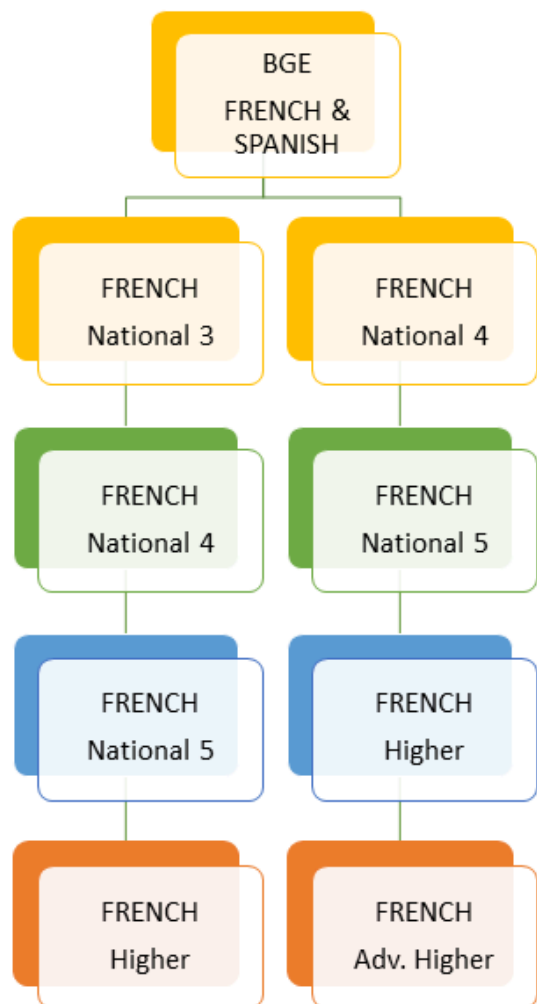 BGE
FRENCH &
SPANISH
FRENCH
National 3
FRENCH
National 4
FRENCH
National 4
FRENCH
National 5
FRENCH
National 5
FRENCH
Higher
FRENCH
Higher
FRENCH
Adv. Higher